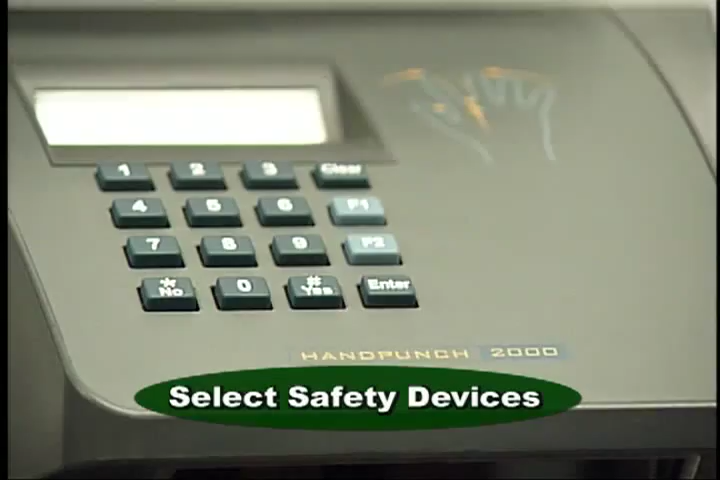 1 2 3 Clear
4 5 6 F1
7 8 9 F2
* No 0 # Yes Enter
HANDPUNCH 2000
Select Safety Devices